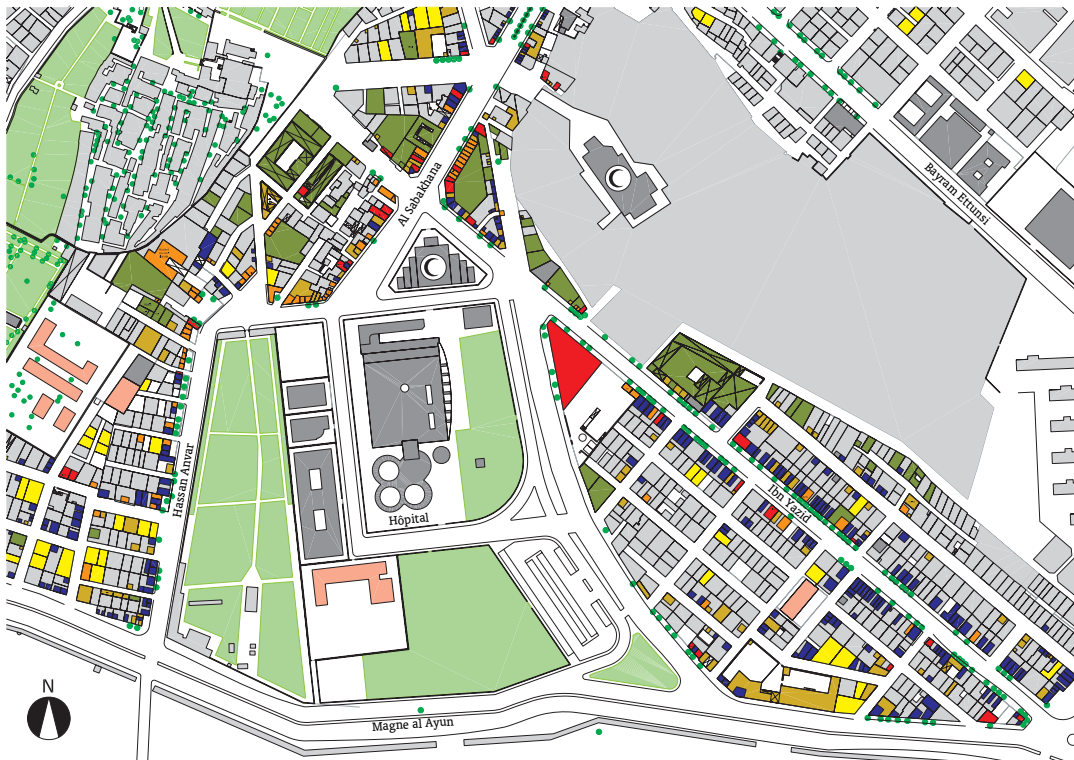 Al Sabakhana
Bayram Ettunsi
Hassan Anvar
Ibn Yazid
Hôpital
N
Magne al Ayun